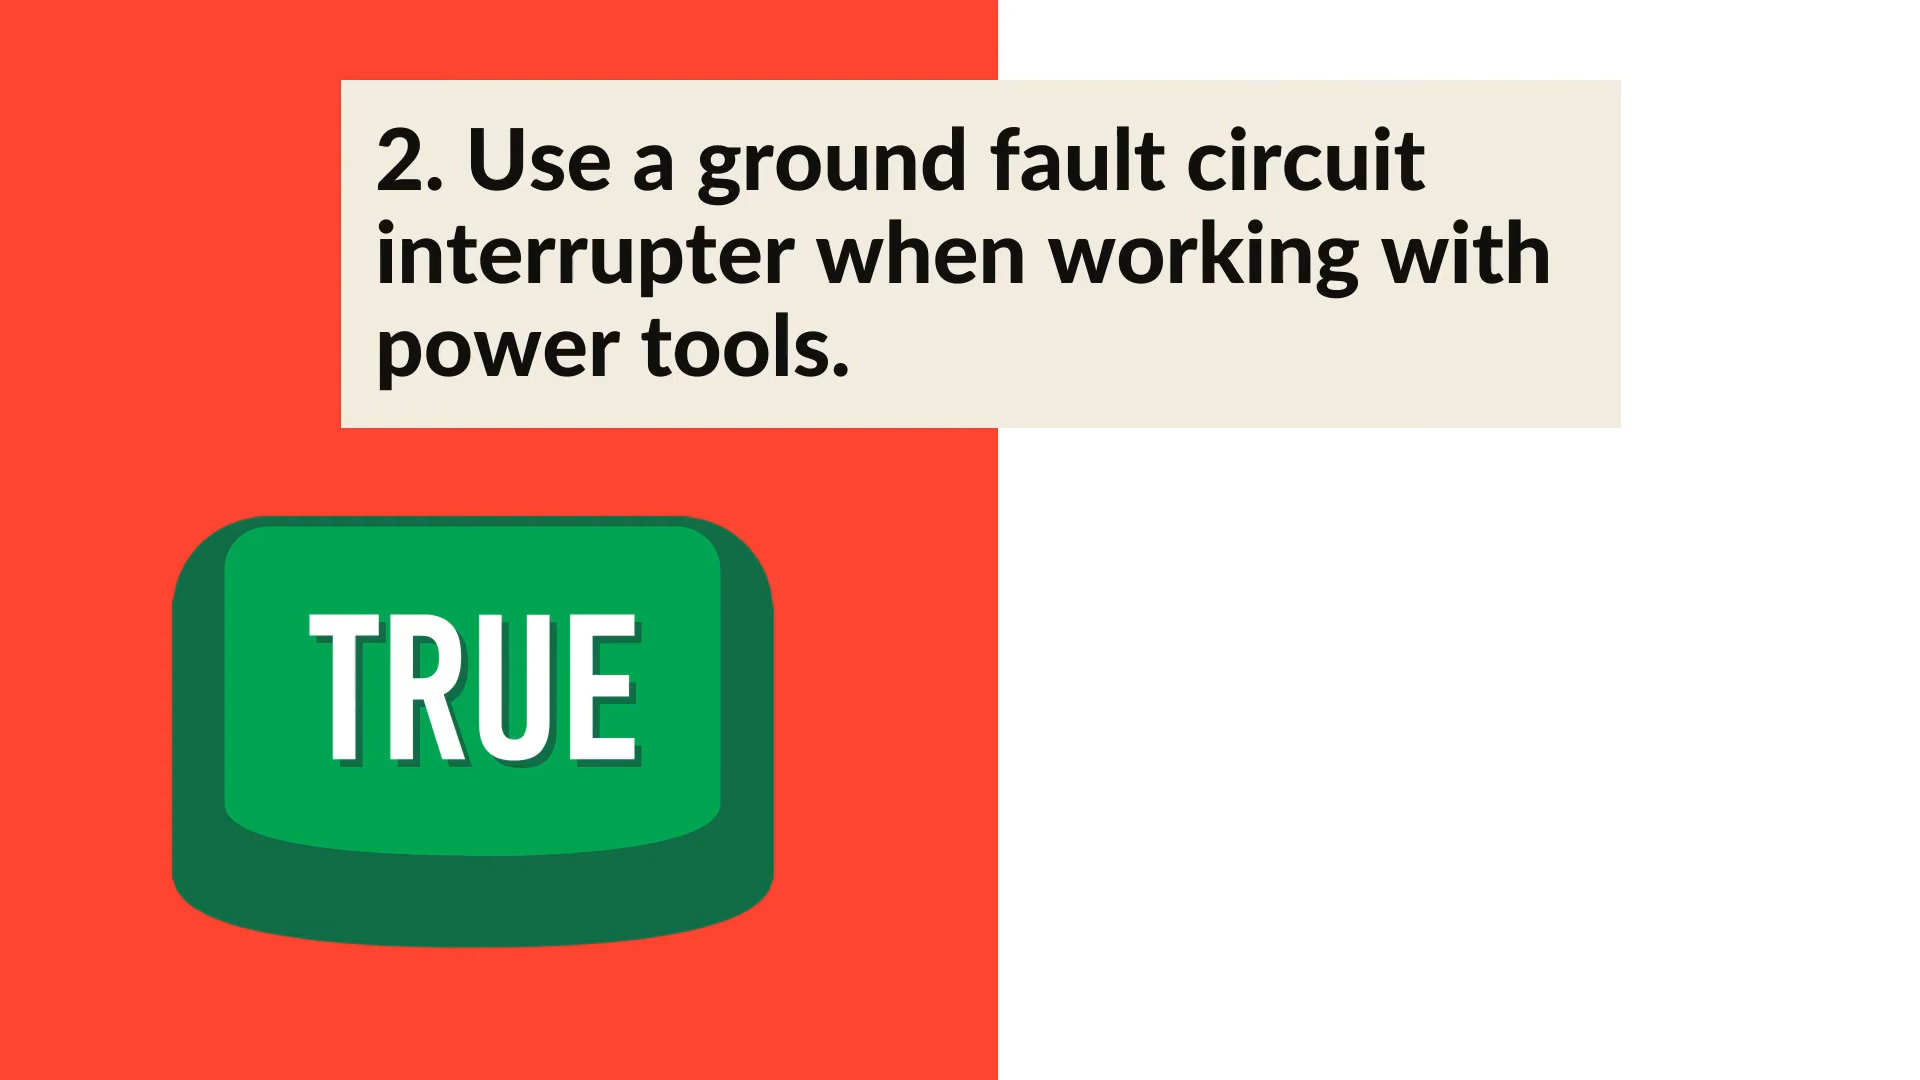 2. Use a ground fault circuit
interrupter when working with
power tools.
TRUE